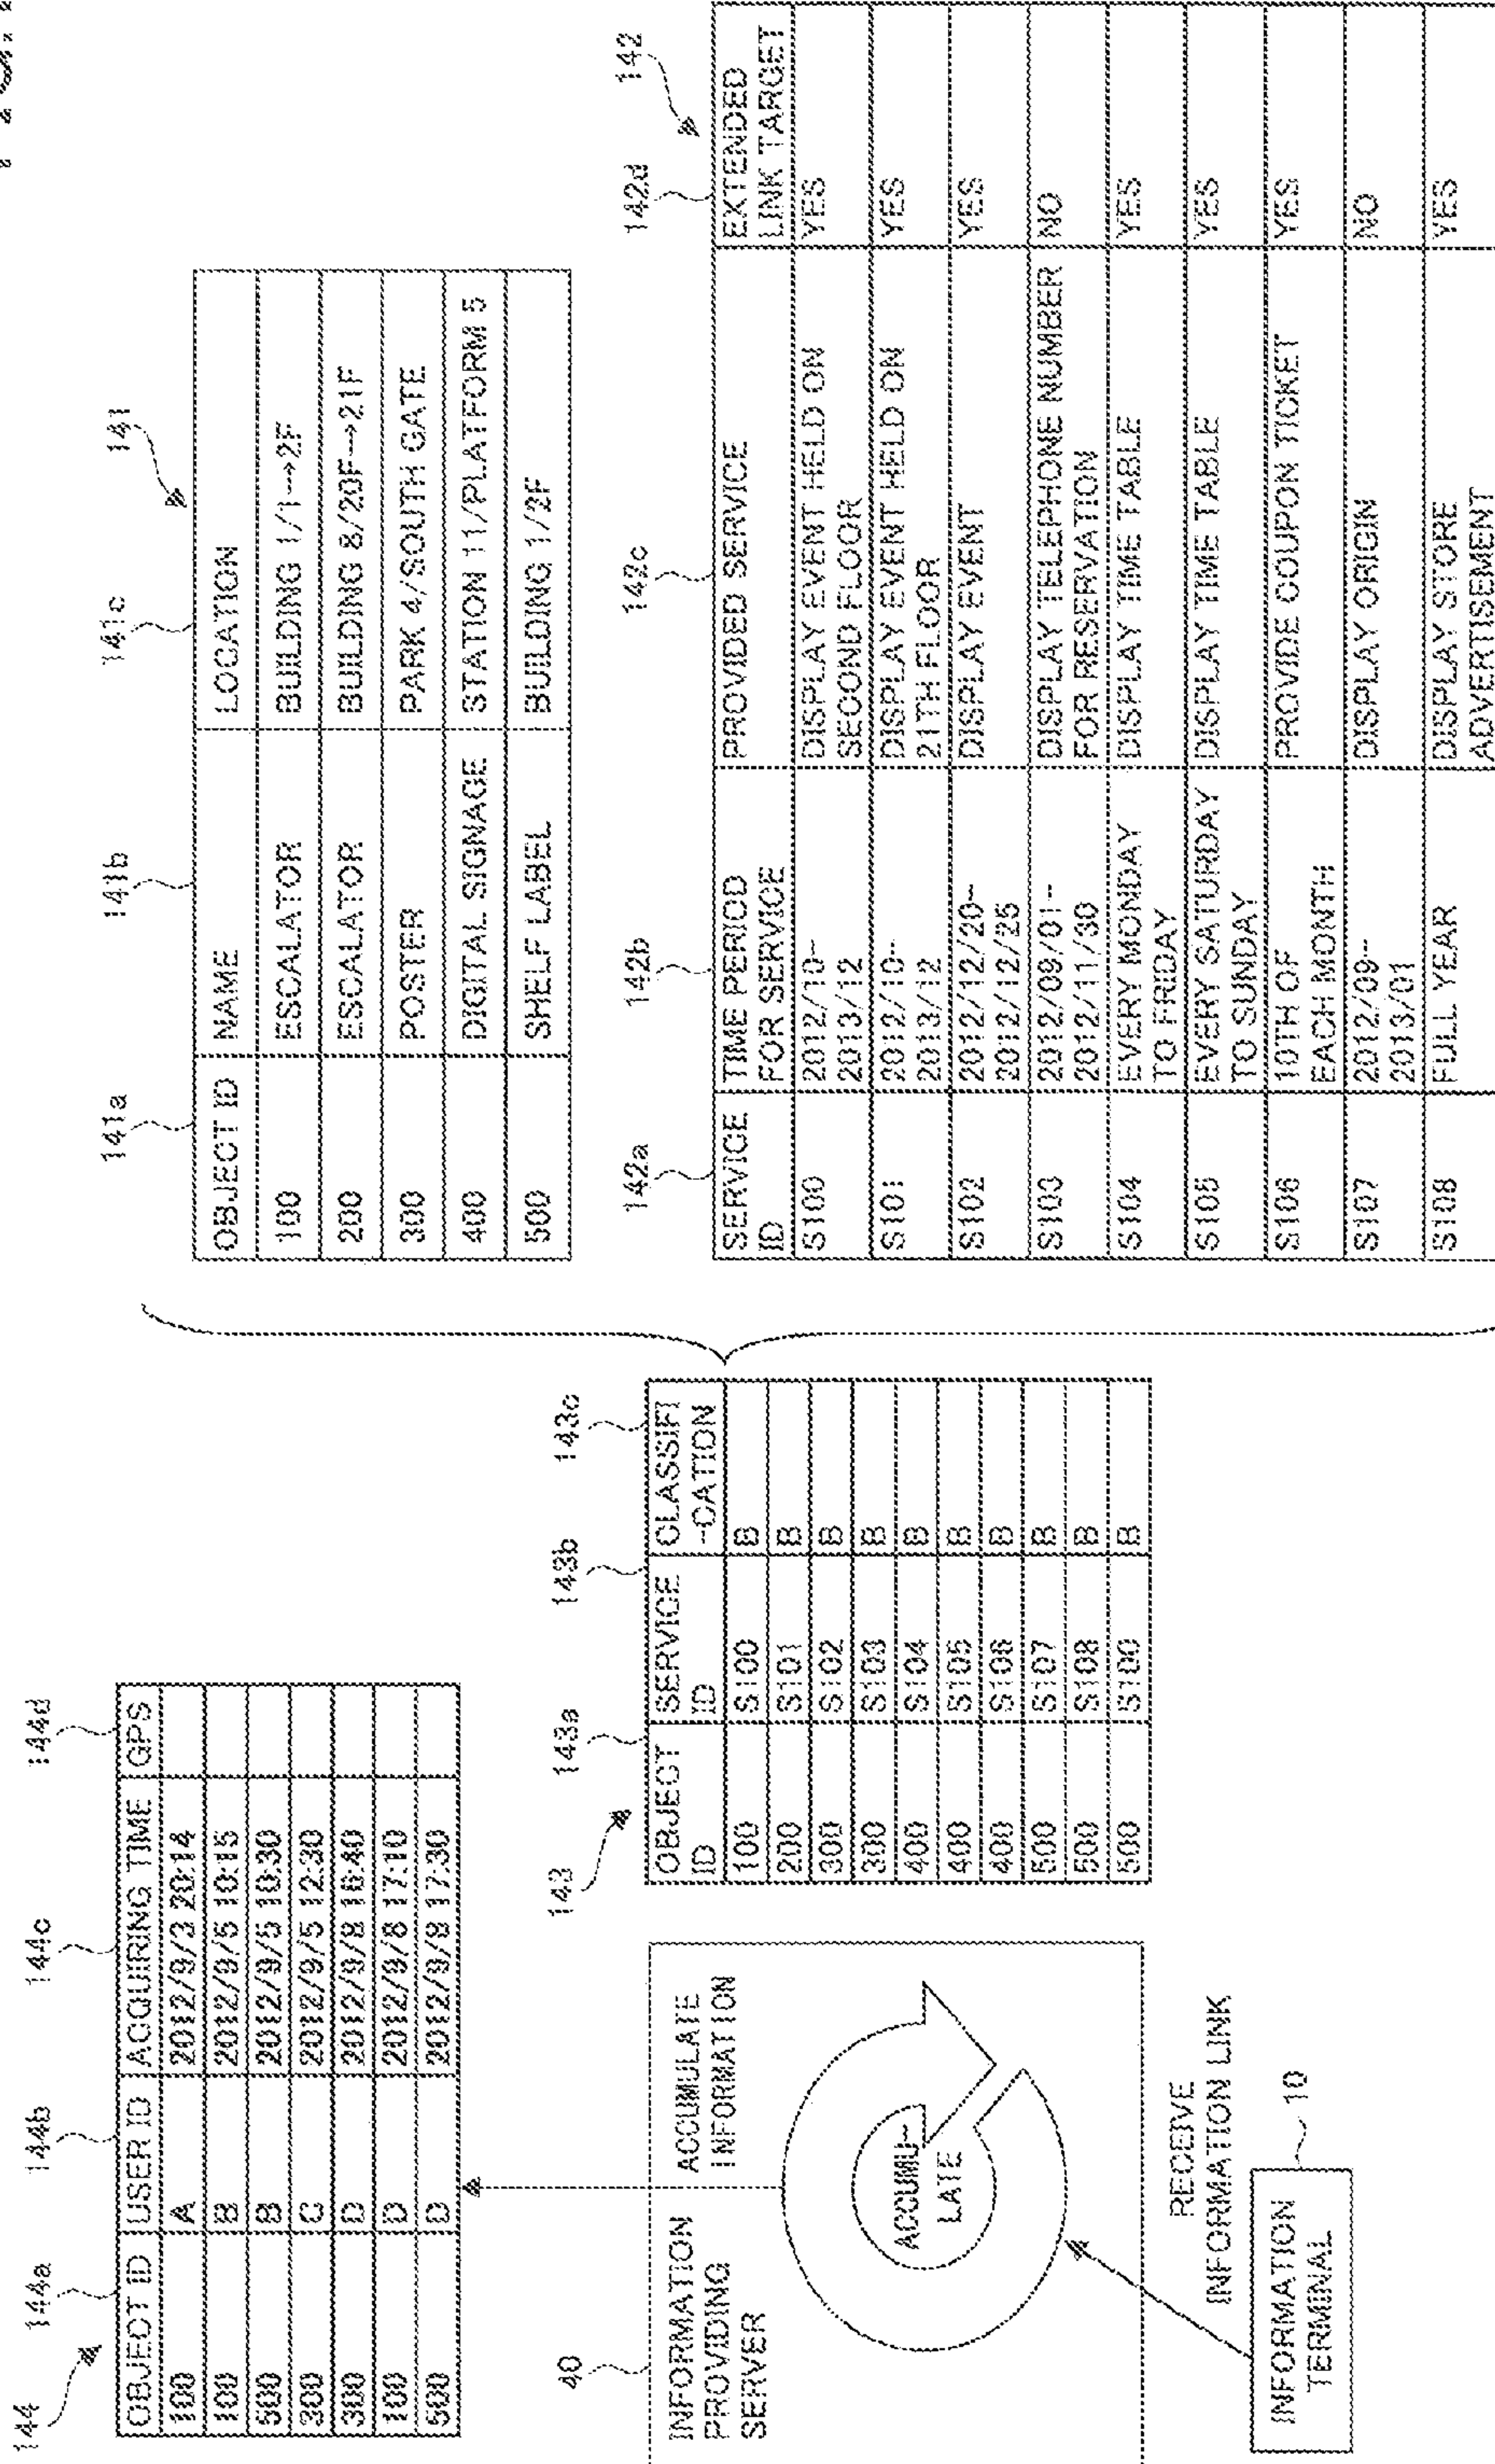 144
144a
144b
144c
144d
OBJECT ID USER ID ACQUIRING TIME GPS
100 A 2012/9/3 20:14
100 B 2012/9/5 10:15
500 B 2012/9/5 10:30
300 C 2012/9/5 12:30
300 D 2012/9/8 16:40
100 D 2012/9/8 17:10
500 D 2012/9/8 17:30
40
INFORMATION
PROVIDING
SERVER
ACCUMULATE
INFORMATION
ACCUMU-
LATE
RECEIVE
INFORMATION LINK
10
INFORMATION
TERMINAL
143
143a
143b
143c
OBJECT ID SERVICE ID CLASSIFI-CATION
100 S100 B
200 S101 B
300 S102 B
300 S103 B
400 S104 B
400 S105 B
400 S106 B
500 S107 B
500 S108 B
500 S100 B
141a
141b
141c
141
OBJECT ID NAME LOCATION
100 ESCALATOR BUILDING 1/1→2F
200 ESCALATOR BUILDING 8/20F→21F
300 POSTER PARK 4/SOUTH GATE
400 DIGITAL SIGNAGE STATION 11/PLATFORM 5
500 SHELF LABEL BUILDING 1/2F
142a
142b
142c
142d
142
SERVICE ID TIME PERIOD FOR SERVICE PROVIDED SERVICE EXTENDED LINK TARGET
S100 2012/10-2013/12 DISPLAY EVENT HELD ON SECOND FLOOR YES
S101 2012/10-2013/12 DISPLAY EVENT HELD ON 21TH FLOOR YES
S102 2012/12/20-2012/12/25 DISPLAY EVENT YES
S103 2012/09/01-2012/11/30 DISPLAY TELEPHONE NUMBER FOR RESERVATION NO
S104 EVERY MONDAY TO FRIDAY DISPLAY TIME TABLE YES
S105 EVERY SATURDAY TO SUNDAY DISPLAY TIME TABLE YES
S106 10TH OF EACH MONTH PROVIDE COUPON TICKET YES
S107 2012/09-2013/01 DISPLAY ORIGIN NO
S108 FULL YEAR DISPLAY STORE ADVERTISEMENT YES